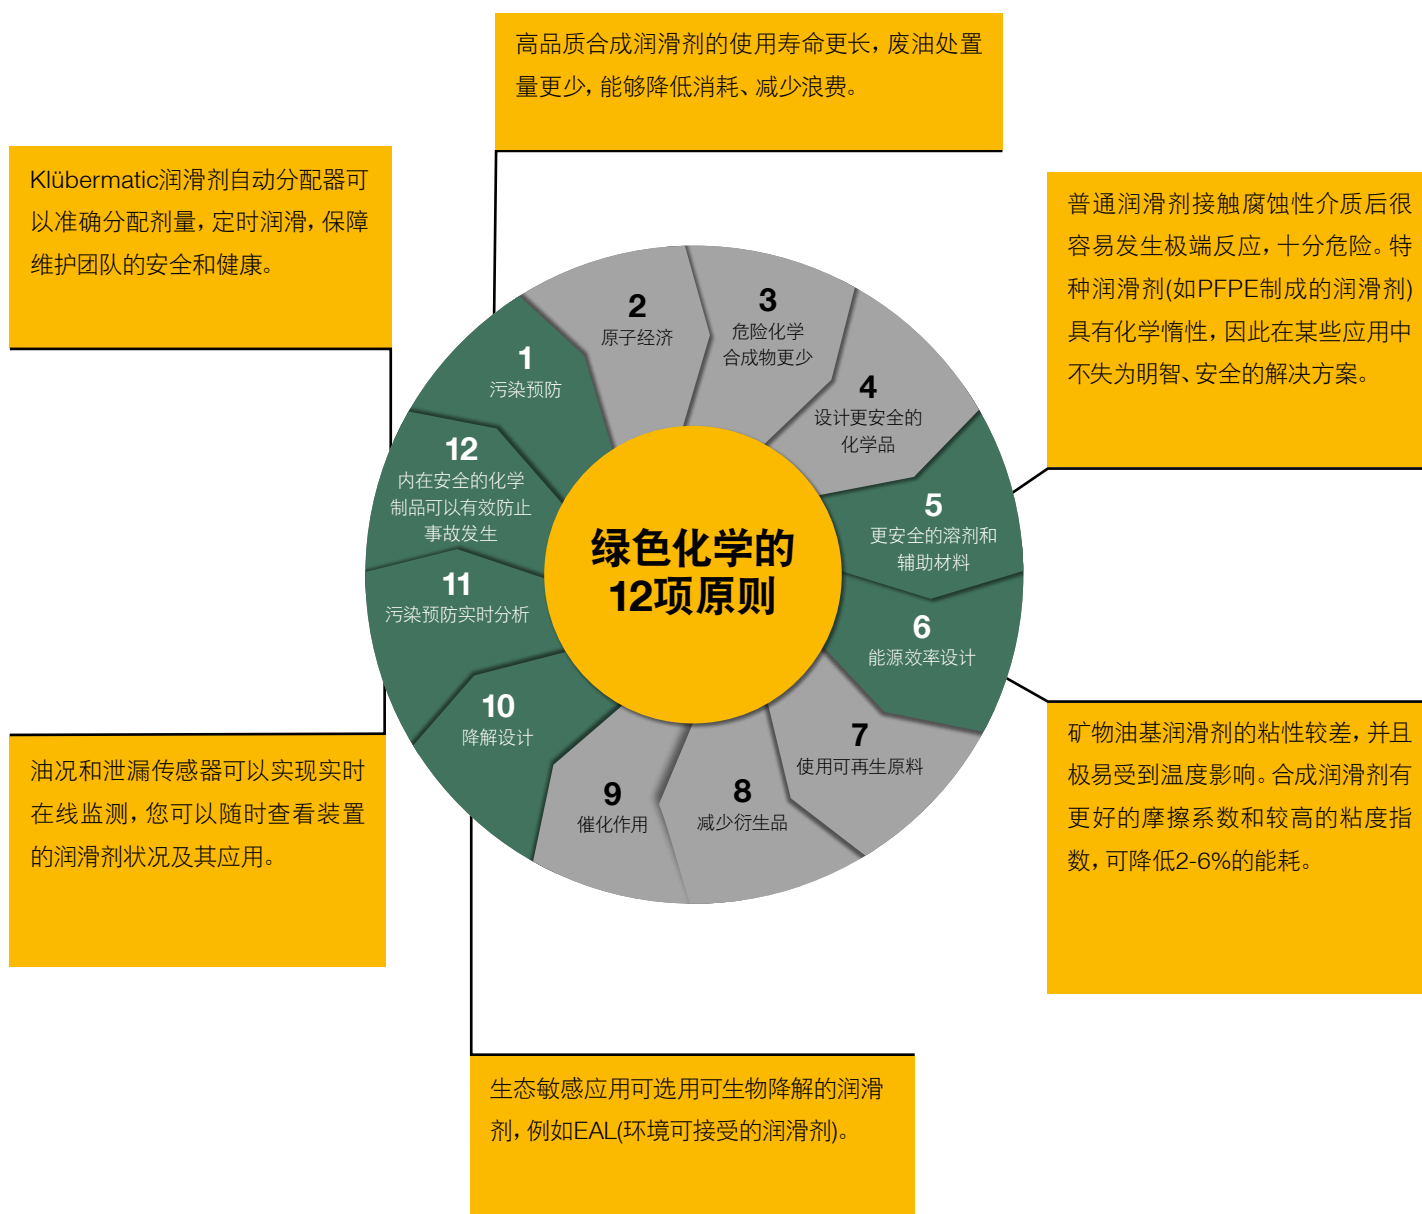 高品质合成润滑剂的使用寿命更长，废油处置
量更少，能够降低消耗、减少浪费。
Klübermatic润滑剂自动分配器可
以准确分配剂量，定时润滑，保障
维护团队的安全和健康。
普通润滑剂接触腐蚀性介质后很
容易发生极端反应，十分危险。特
种润滑剂(如PFPE制成的润滑剂)
具有化学惰性，因此在某些应用中
不失为明智、安全的解决方案。
绿色化学的
12项原则
1
污染预防
2
原子经济
3
危险化学
合成物更少
4
设计更安全的
化学品
5
更安全的溶剂和
辅助材料
6
能源效率设计
7
使用可再生原料
8
减少衍生品
9
催化作用
10
降解设计
11
污染预防实时分析
12
内在安全的化学
制品可以有效防止
事故发生
油况和泄漏传感器可以实现实时
在线监测，您可以随时查看装置
的润滑剂状况及其应用。
矿物油基润滑剂的粘性较差，并且
极易受到温度影响。合成润滑剂有
更好的摩擦系数和较高的粘度指
数，可降低2-6%的能耗。
生态敏感应用可选用可生物降解的润滑
剂，例如EAL(环境可接受的润滑剂)。